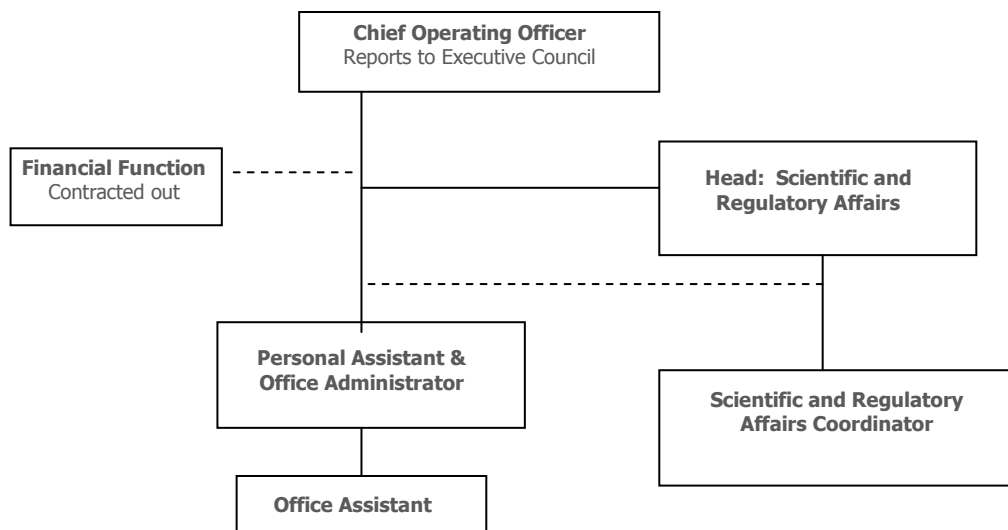 Chief Operating Officer
Reports to Executive Council
Financial Function
Contracted out
Head: Scientific and
Regulatory Affairs
Personal Assistant &
Office Administrator
Scientific and Regulatory
Affairs Coordinator
Office Assistant